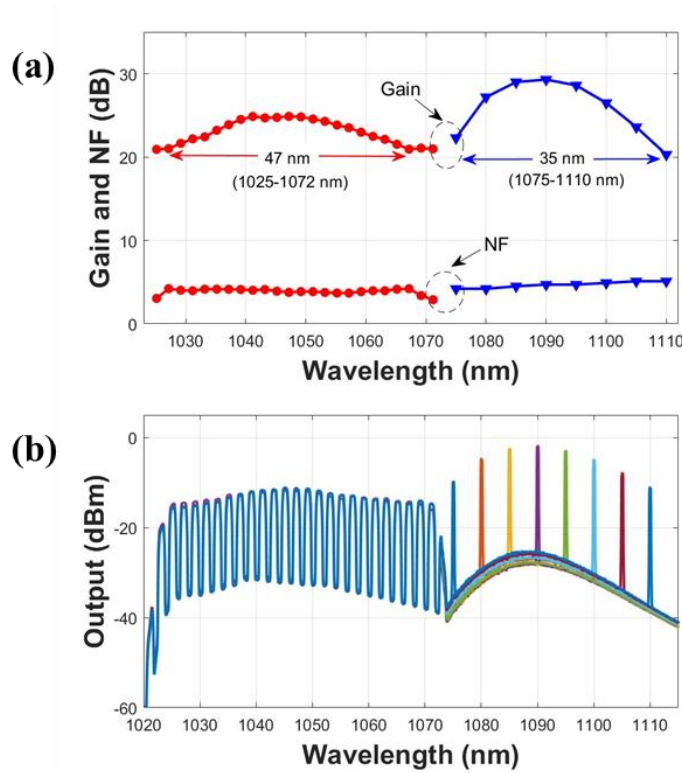 (a)
Gain and NF (dB)
30
20
10
0
Gain
47 nm
(1025-1072 nm)
35 nm
(1075-1110 nm)
NF
1030 1040 1050 1060 1070 1080 1090 1100 1110
Wavelength (nm)
(b)
Output (dBm)
0
-20
-40
-60
1020 1030 1040 1050 1060 1070 1080 1090 1100 1110
Wavelength (nm)